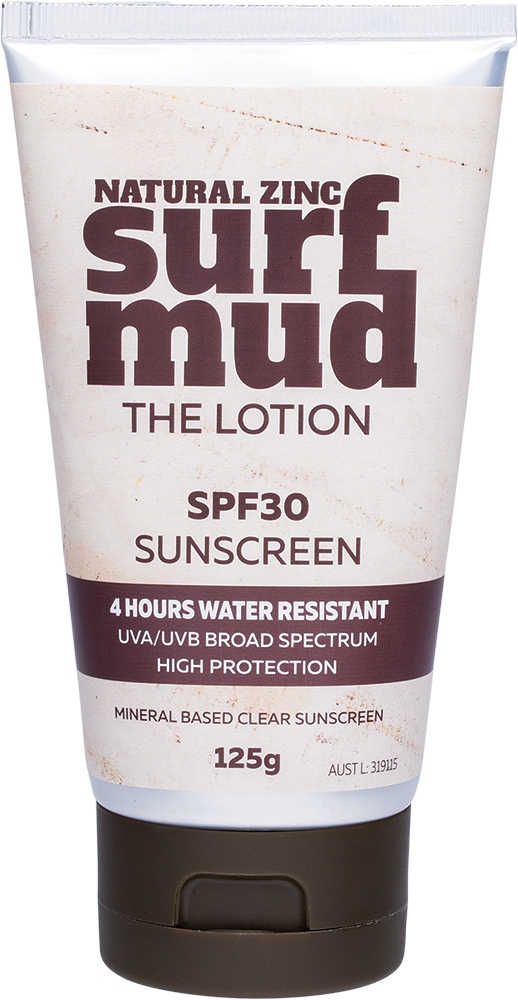 NATURAL ZINC
surf
mud
THE LOTION
SPF30
SUNSCREEN
4 HOURS WATER RESISTANT
UVA/UVB BROAD SPECTRUM
HIGH PROTECTION
MINERAL BASED CLEAR SUNSCREEN
125g
AUST L: 319115